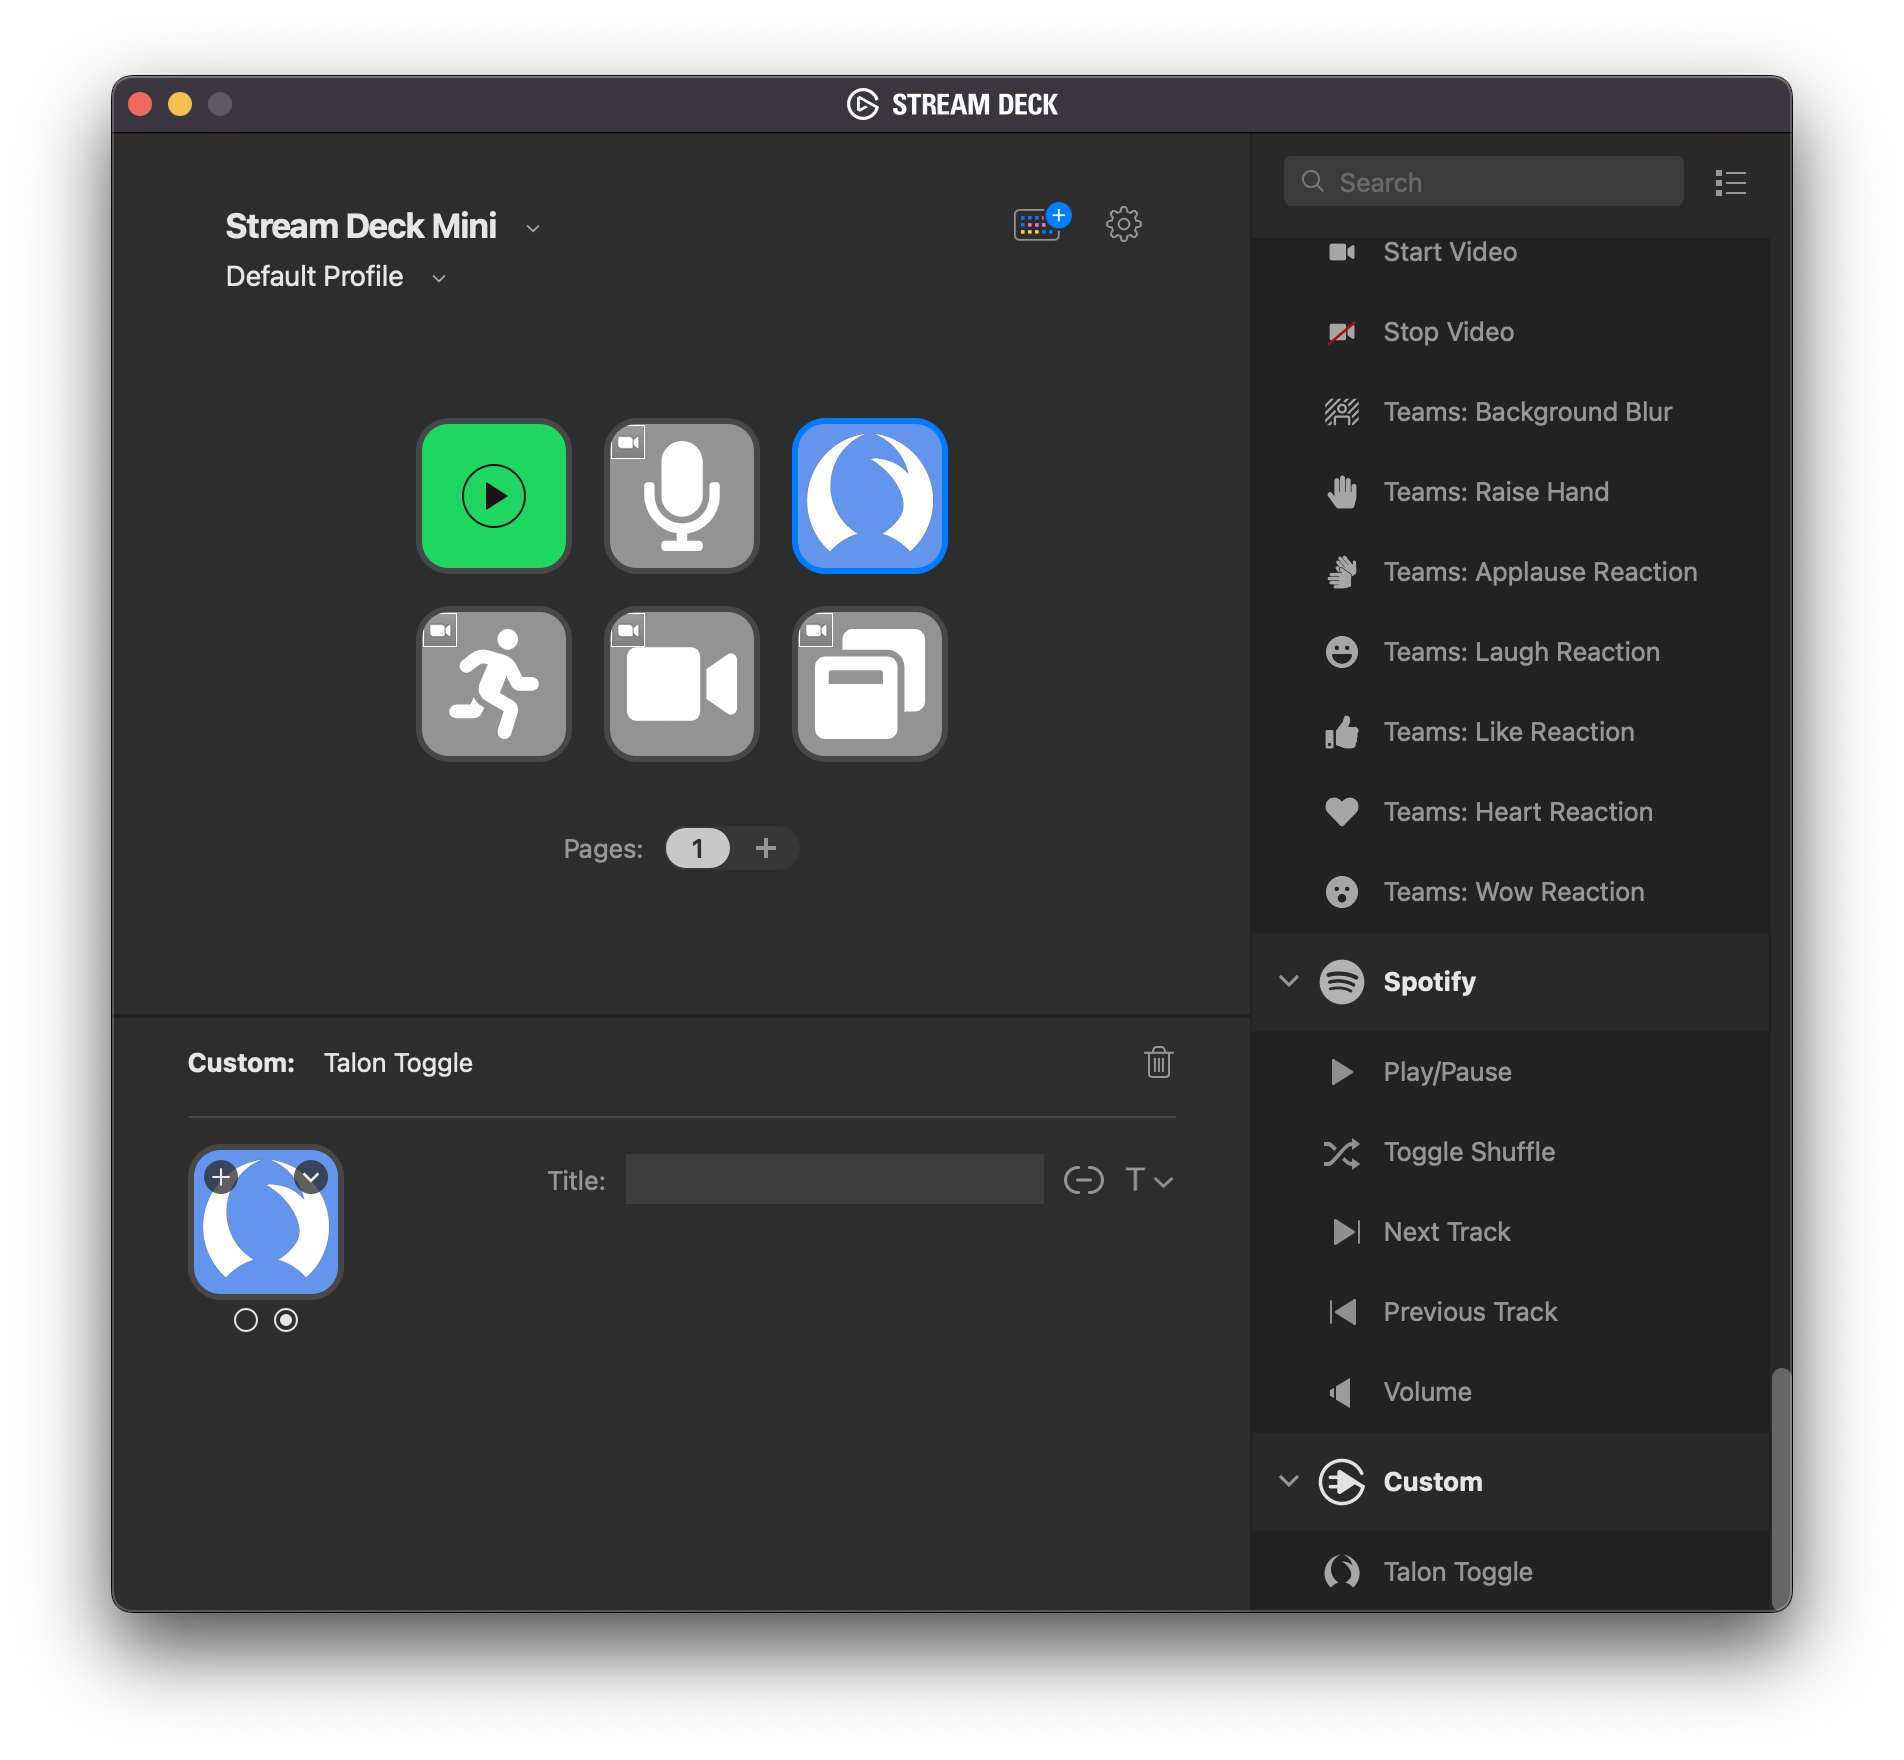 STREAM DECK
Stream Deck Mini
Default Profile
Pages: 1 +
Custom: Talon Toggle
Title: T
Search
Start Video
Stop Video
Teams: Background Blur
Teams: Raise Hand
Teams: Applause Reaction
Teams: Laugh Reaction
Teams: Like Reaction
Teams: Heart Reaction
Teams: Wow Reaction
Spotify
Play/Pause
Toggle Shuffle
Next Track
Previous Track
Volume
Custom
Talon Toggle